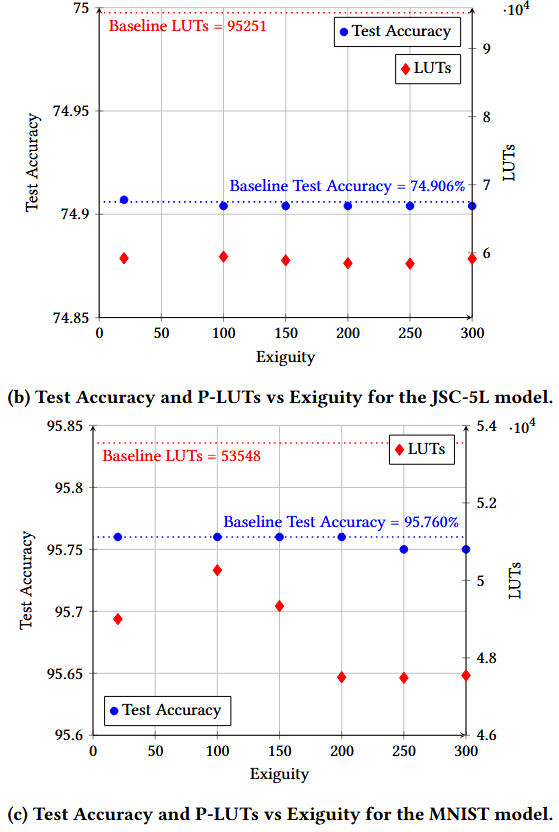 75
·10⁴
Baseline LUTs = 95251
Test Accuracy
9
LUTs
74.95
8
Test Accuracy
LUTs
Baseline Test Accuracy = 74.906%
7
74.9
6
74.85
0 50 100 150 200 250 300
Exiguity
(b) Test Accuracy and P-LUTs vs Exiguity for the JSC-5L model.
95.85
5.4 ·10⁴
LUTs
Baseline LUTs = 53548
95.8
5.2
Baseline Test Accuracy = 95.760%
95.75
Test Accuracy
5
LUTs
95.7
4.8
95.65
Test Accuracy
95.6
4.6
0 50 100 150 200 250 300
Exiguity
(c) Test Accuracy and P-LUTs vs Exiguity for the MNIST model.